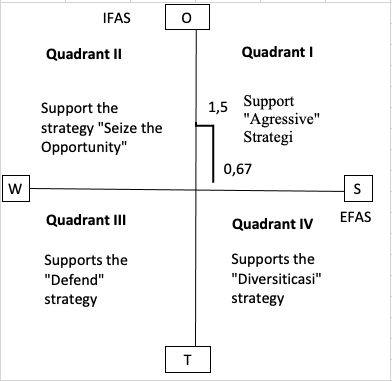 IFAS
O
Quadrant II
Quadrant I
Support the
strategy "Seize the
Opportunity"
1,5
Support
"Agressive"
Strategi
0,67
W
S
EFAS
Quadrant III
Quadrant IV
Supports the
"Defend"
strategy
Supports the
"Diversiticasi"
strategy
T